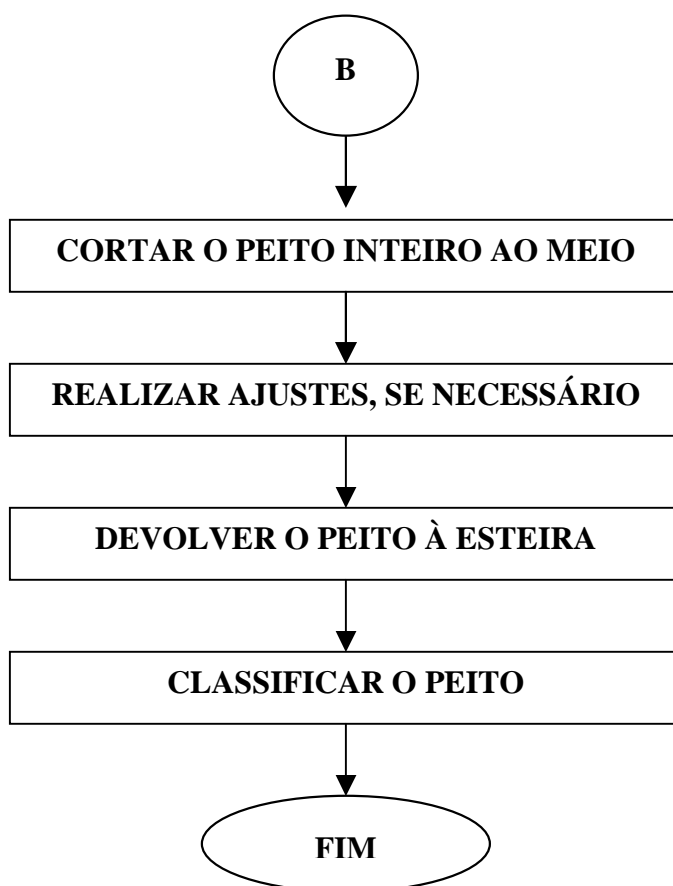 B
CORTAR O PEITO INTEIRO AO MEIO
REALIZAR AJUSTES, SE NECESSÁRIO
DEVOLVER O PEITO À ESTEIRA
CLASSIFICAR O PEITO
FIM